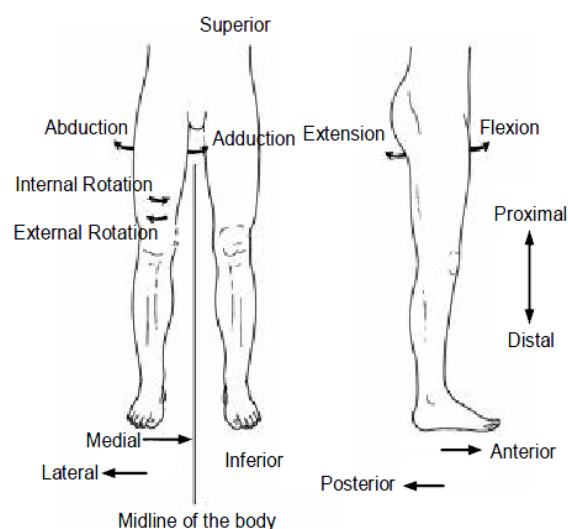 Superior
Abduction
Adduction
Extension
Flexion
Internal Rotation
External Rotation
Proximal
Distal
Medial
Lateral
Inferior
Anterior
Posterior
Midline of the body